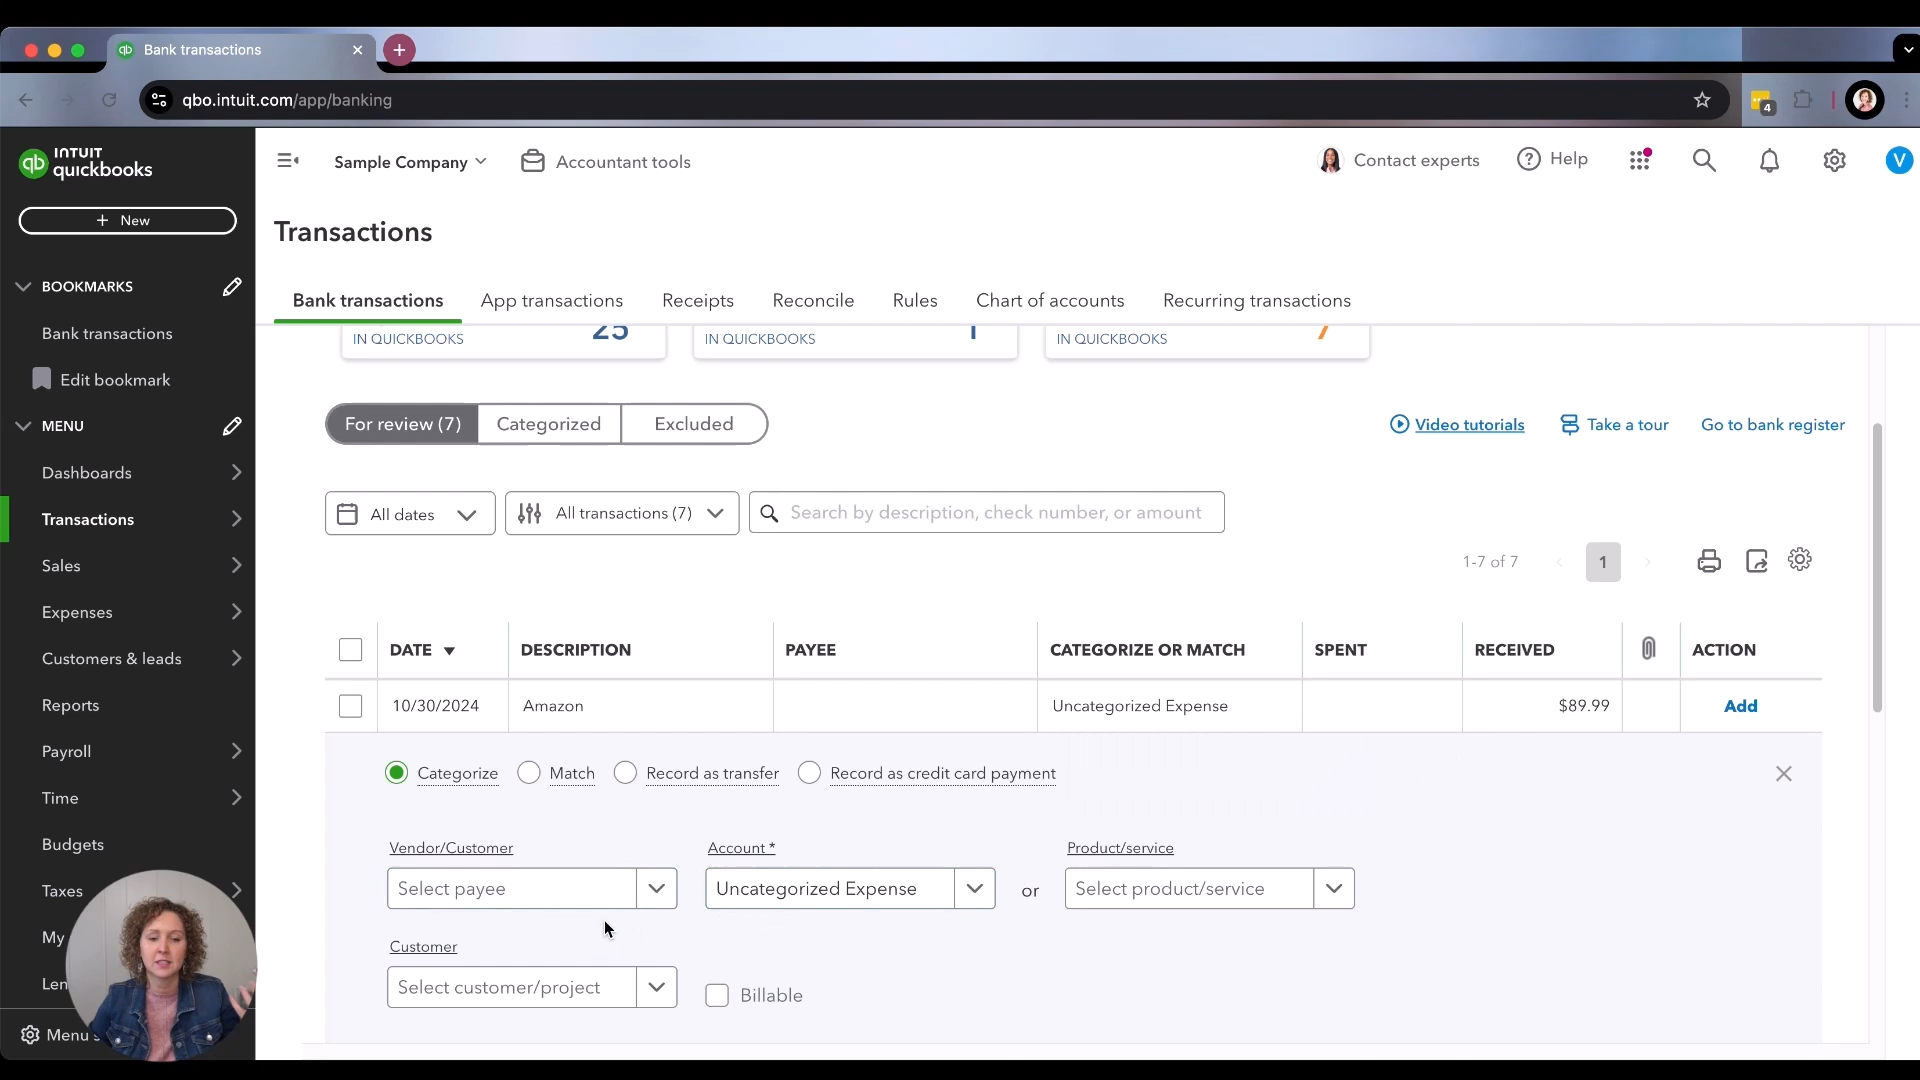 Bank transactions
qbo.intuit.com/app/banking
4
INTUIT
quickbooks
Sample Company
Accountant tools
Contact experts
Help
V
+ New
Transactions
BOOKMARKS
Bank transactions
Edit bookmark
MENU
Dashboards
Transactions
Sales
Expenses
Customers & leads
Reports
Payroll
Time
Budgets
Taxes
My
Menu
Bank transactions App transactions Receipts Reconcile Rules Chart of accounts Recurring transactions
IN QUICKBOOKS 25 IN QUICKBOOKS 1 IN QUICKBOOKS 7
For review (7) Categorized Excluded
Video tutorials Take a tour Go to bank register
All dates All transactions (7) Search by description, check number, or amount
1-7 of 7 1
DATE DESCRIPTION PAYEE CATEGORIZE OR MATCH SPENT RECEIVED ACTION
10/30/2024 Amazon Uncategorized Expense $89.99 Add
Categorize Match Record as transfer Record as credit card payment
Vendor/Customer Account * Product/service
Select payee Uncategorized Expense or Select product/service
Customer
Select customer/project Billable